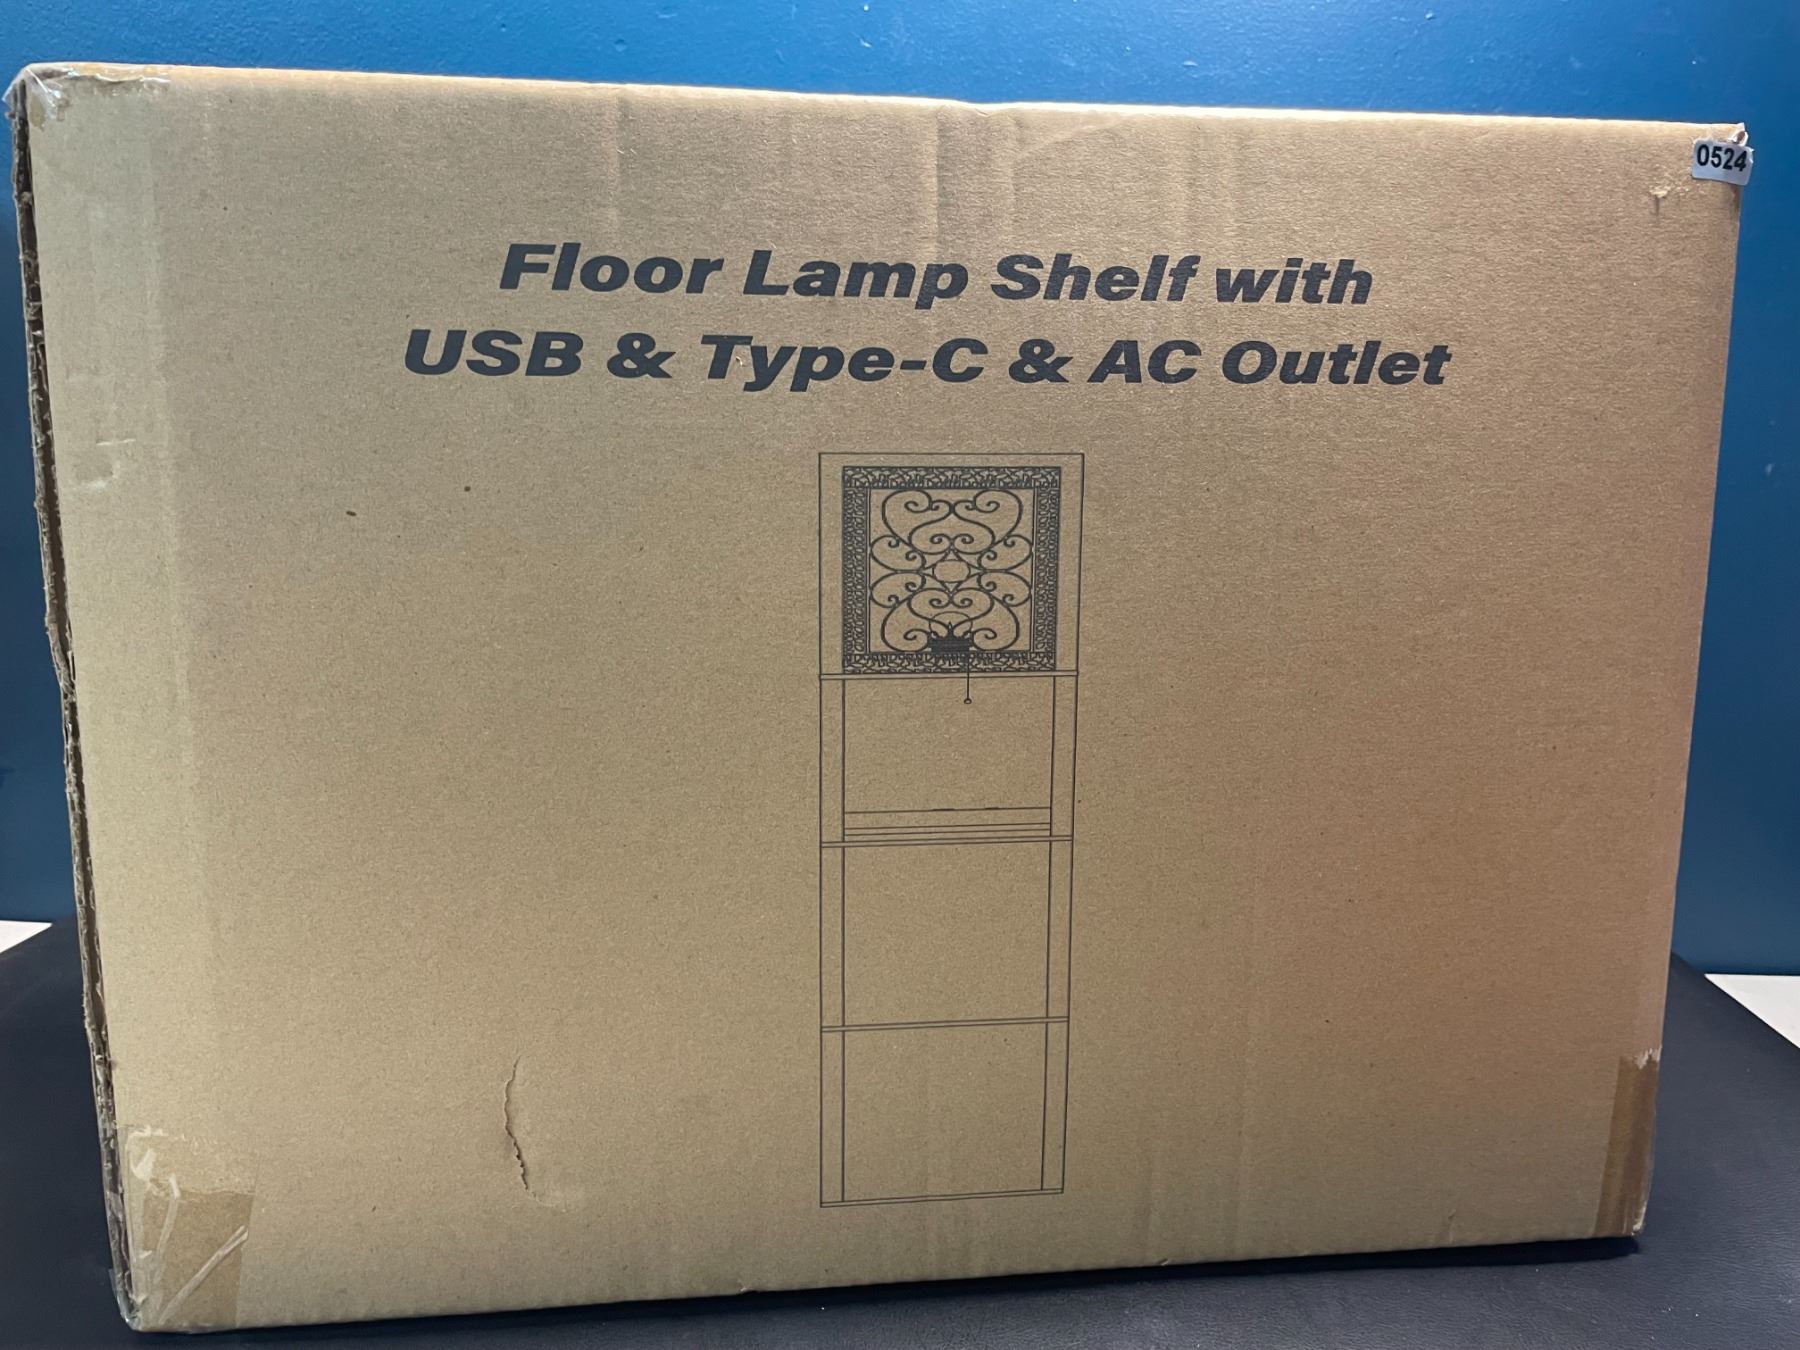 0524
Floor Lamp Shelf with
USB & Type-C & AC Outlet